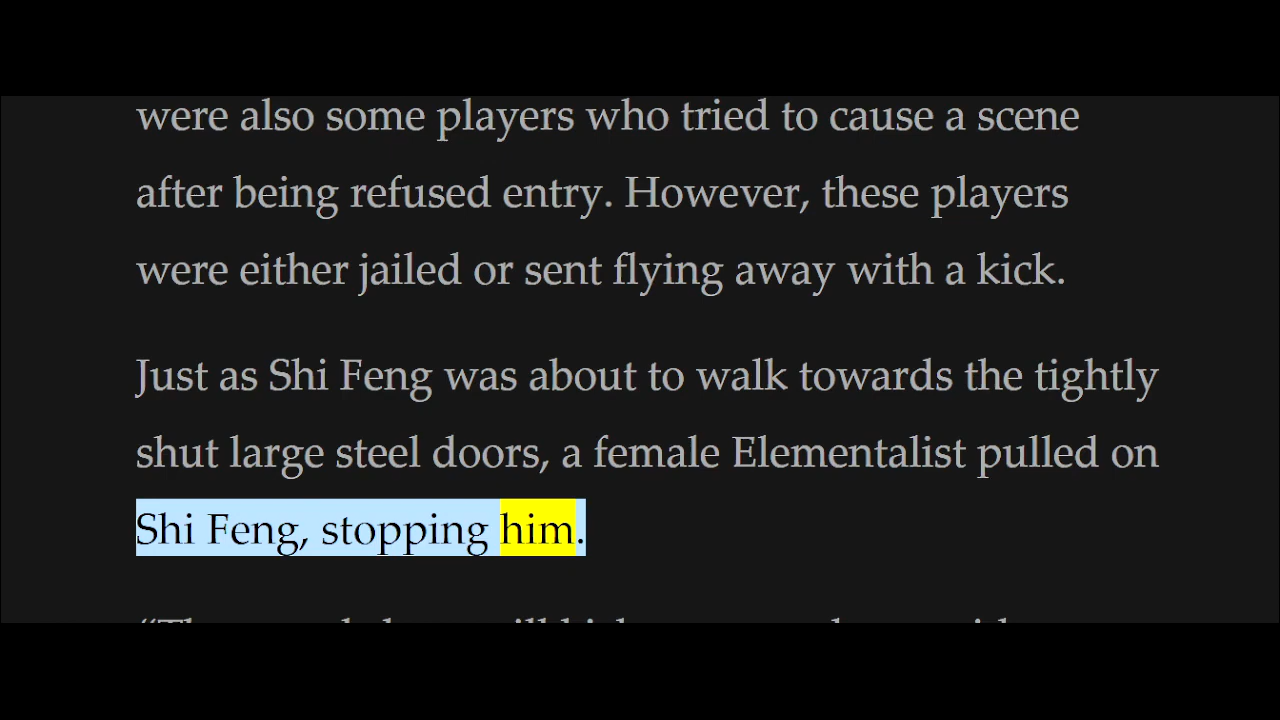 were also some players who tried to cause a scene
after being refused entry. However, these players
were either jailed or sent flying away with a kick.
Just as Shi Feng was about to walk towards the tightly
shut large steel doors, a female Elementalist pulled on
Shi Feng, stopping him.